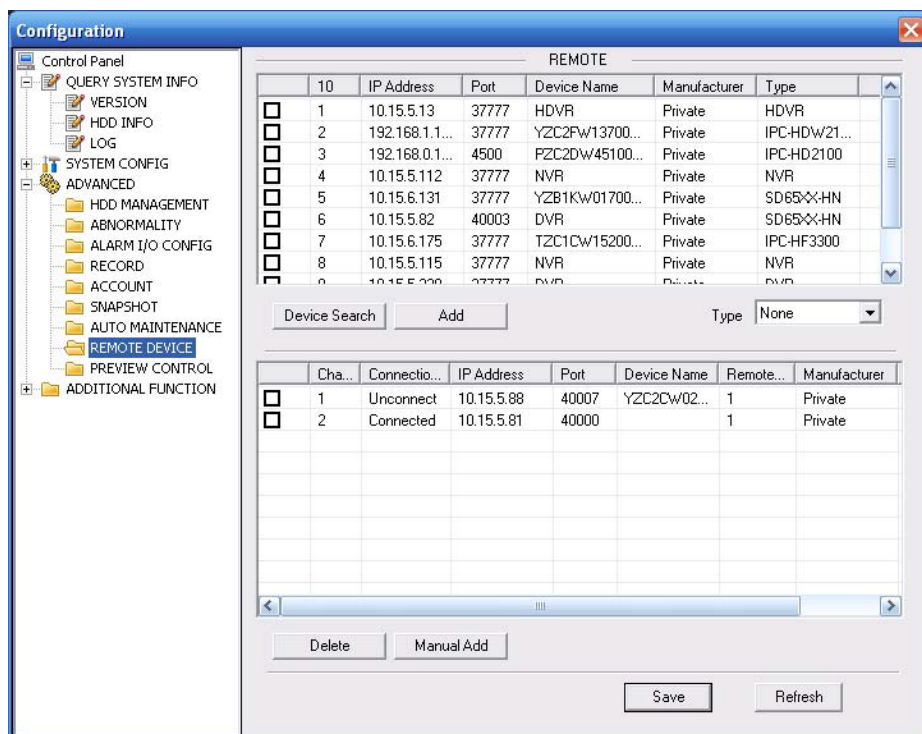 Configuration
Control Panel
QUERY SYSTEM INFO
VERSION
HDD INFO
LOG
SYSTEM CONFIG
ADVANCED
HDD MANAGEMENT
ABNORMALITY
ALARM I/O CONFIG
RECORD
ACCOUNT
SNAPSHOT
AUTO MAINTENANCE
REMOTE DEVICE
PREVIEW CONTROL
ADDITIONAL FUNCTION
REMOTE
10 IP Address Port Device Name Manufacturer Type
1 10.15.5.13 37777 HDVR Private HDVR
2 192.168.1.1... 37777 YZC2FW13700... Private IPC-HDW21...
3 192.168.0.1... 4500 PZC2DW45100... Private IPC-HD2100
4 10.15.5.112 37777 NVR Private NVR
5 10.15.6.131 37777 YZB1KW01700... Private SD65XX-HN
6 10.15.5.82 40003 DVR Private SD65XX-HN
7 10.15.6.175 37777 TZC1CW15200... Private IPC-HF3300
8 10.15.5.115 37777 NVR Private NVR
Device Search Add Type None
Cha... Connectio... IP Address Port Device Name Remote... Manufacturer
1 Unconnect 10.15.5.88 40007 YZC2CW02... 1 Private
2 Connected 10.15.5.81 40000 1 Private
Delete Manual Add
Save Refresh